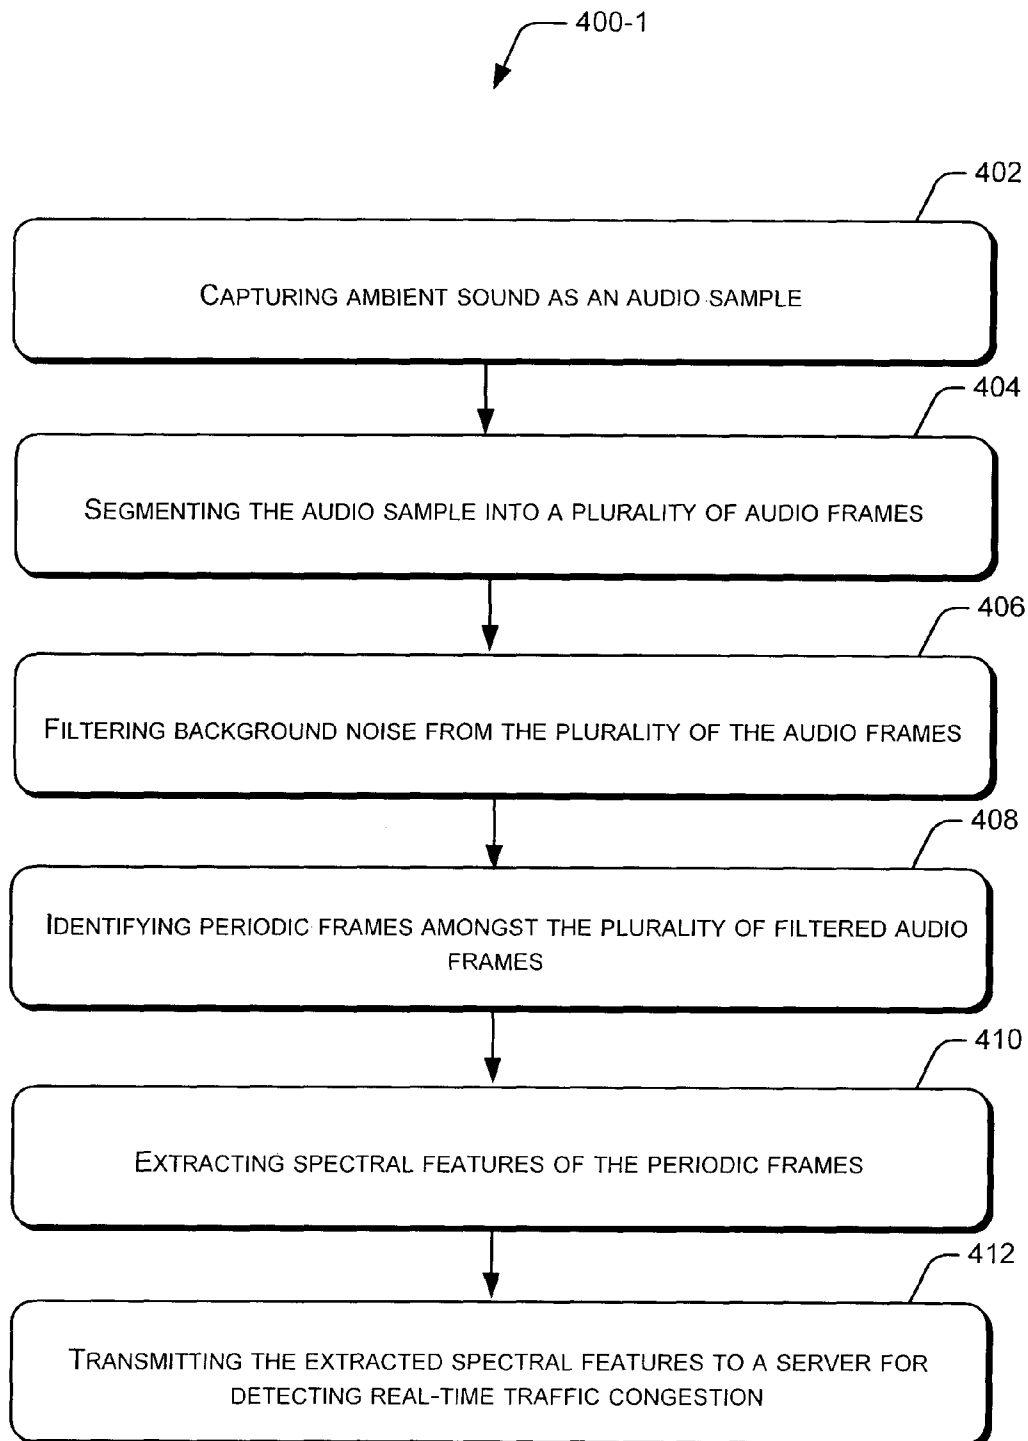 400-1
402
CAPTURING AMBIENT SOUND AS AN AUDIO SAMPLE
404
SEGMENTING THE AUDIO SAMPLE INTO A PLURALITY OF AUDIO FRAMES
406
FILTERING BACKGROUND NOISE FROM THE PLURALITY OF THE AUDIO FRAMES
408
IDENTIFYING PERIODIC FRAMES AMONGST THE PLURALITY OF FILTERED AUDIO
FRAMES
410
EXTRACTING SPECTRAL FEATURES OF THE PERIODIC FRAMES
412
TRANSMITTING THE EXTRACTED SPECTRAL FEATURES TO A SERVER FOR
DETECTING REAL-TIME TRAFFIC CONGESTION